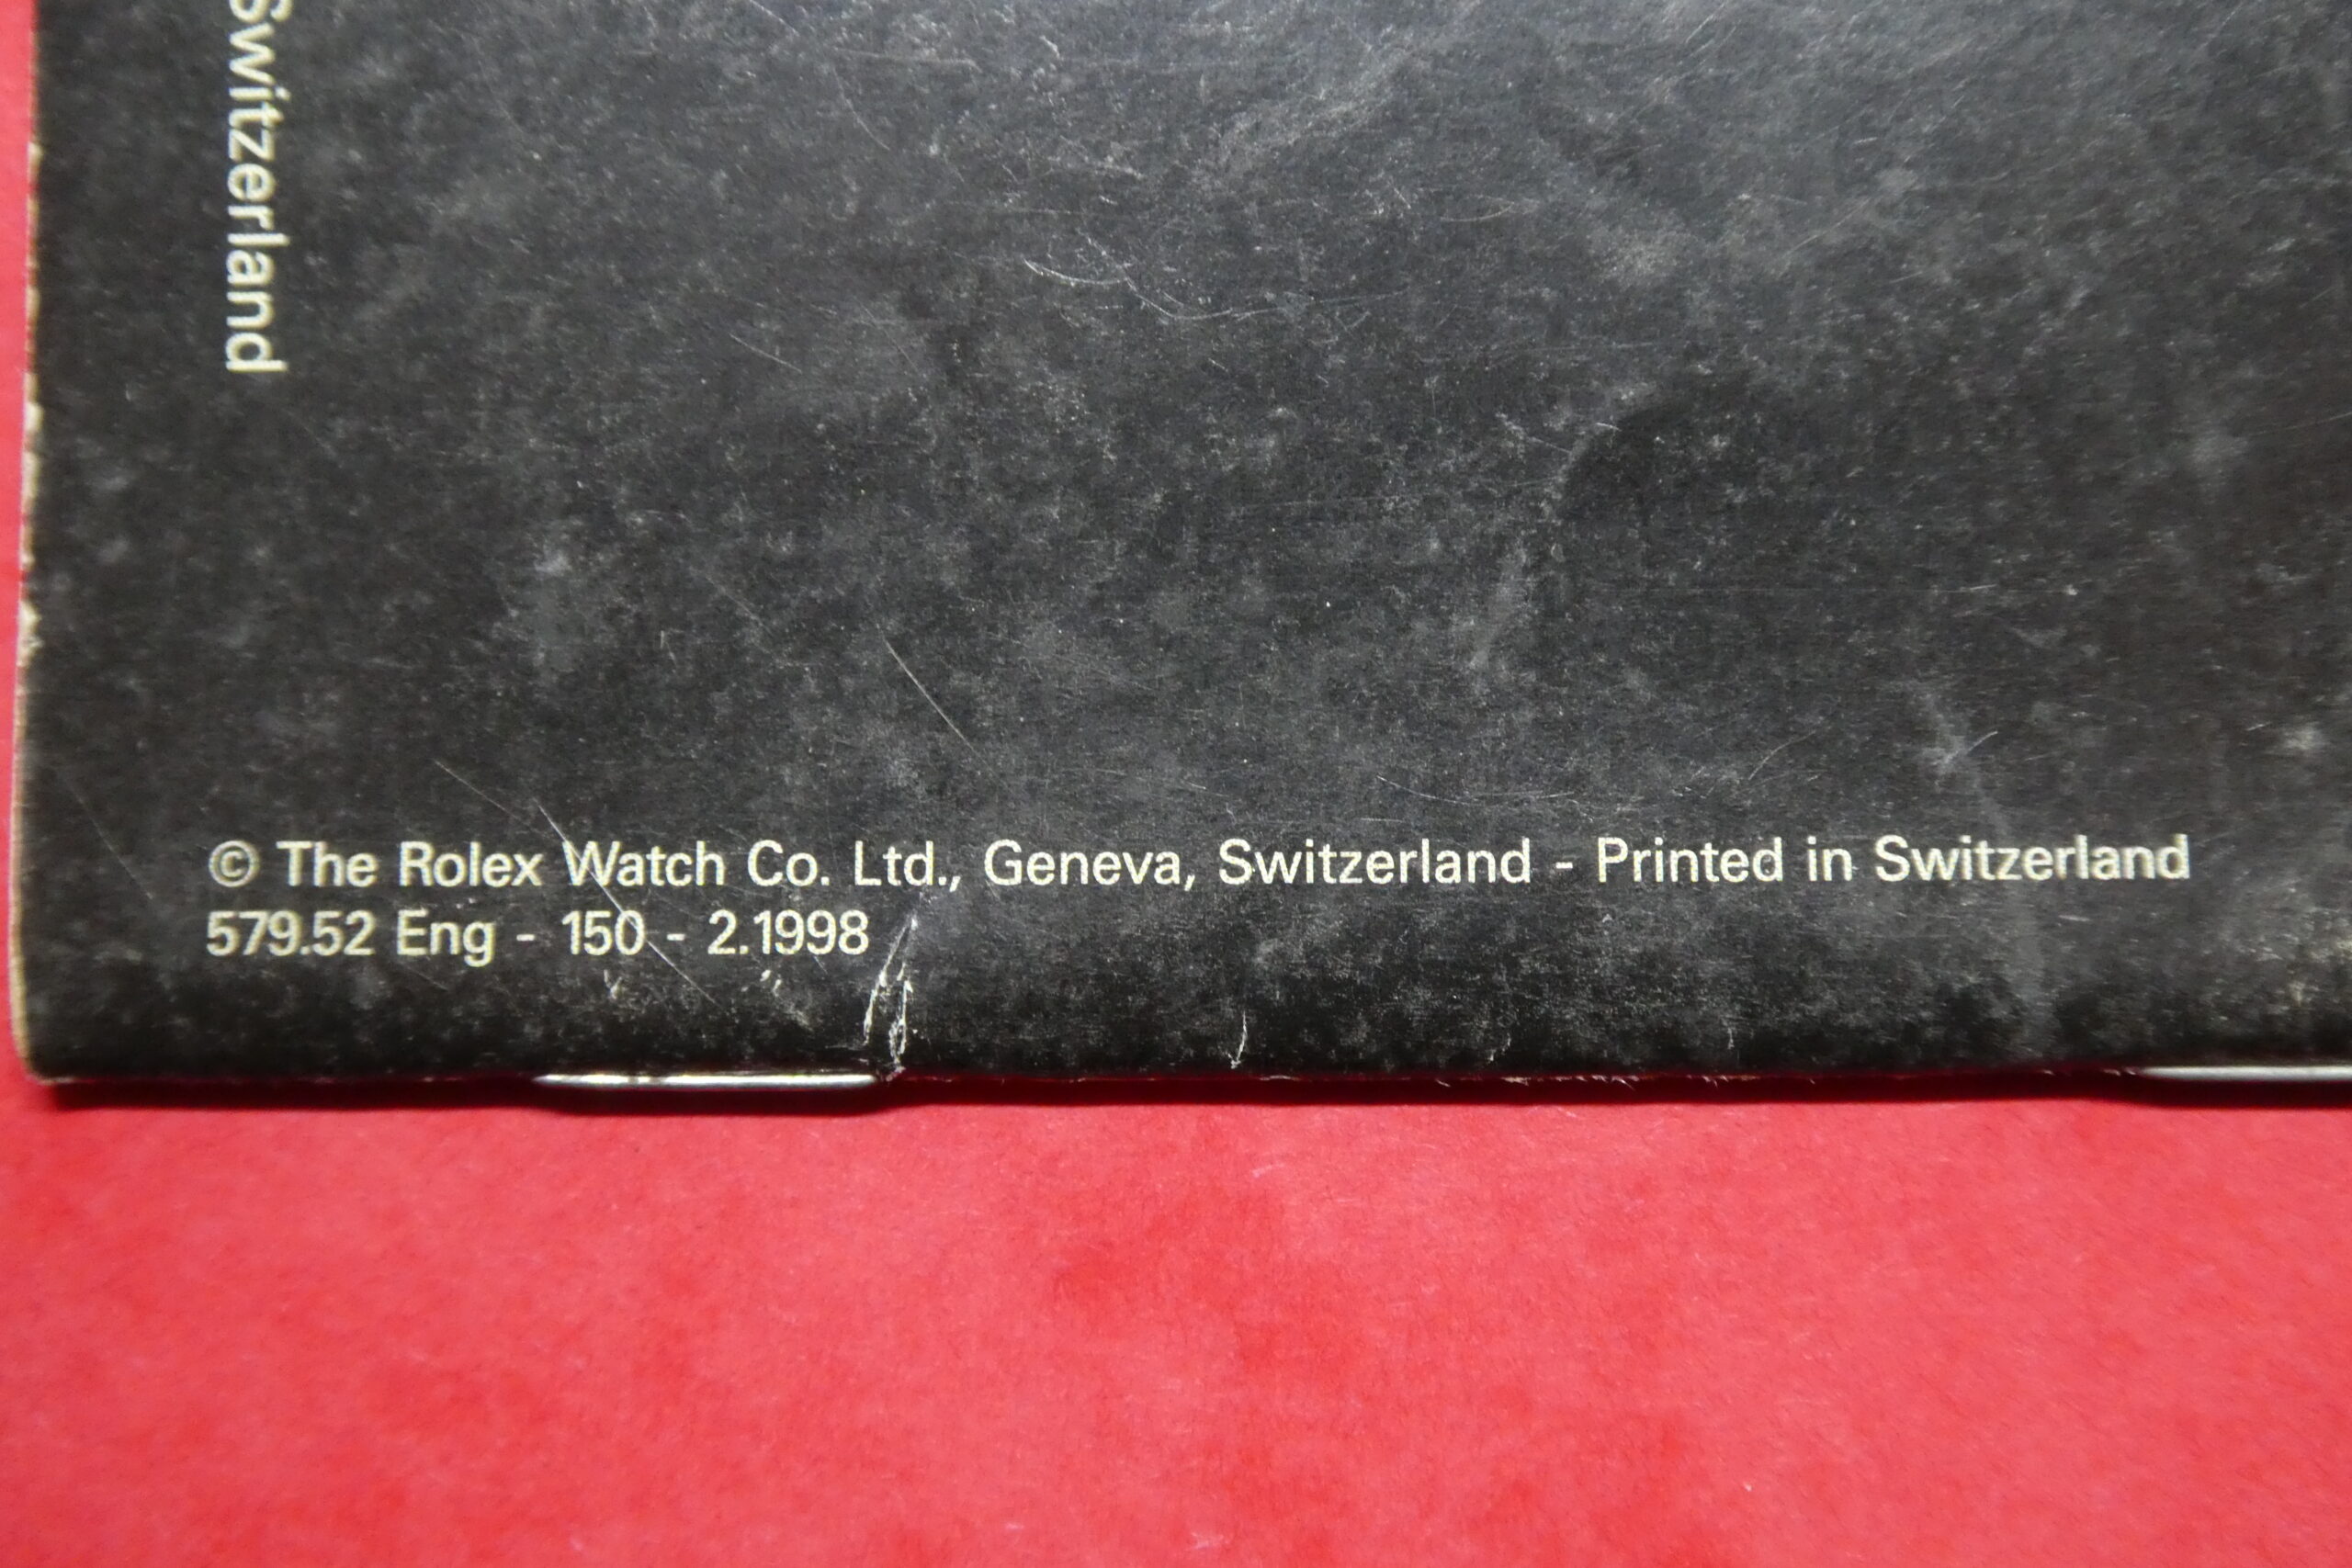 Switzerland
© The Rolex Watch Co. Ltd., Geneva, Switzerland - Printed in Switzerland
579.52 Eng - 150 - 2.1998